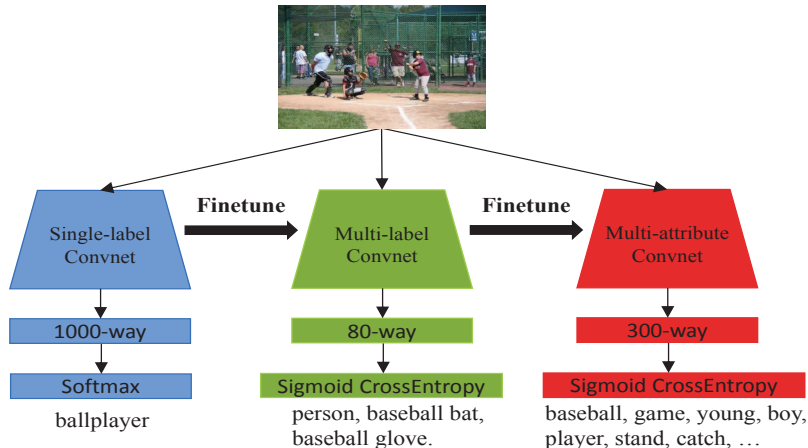 Finetune
Finetune
Single-label
Convnet
Multi-label
Convnet
Multi-attribute
Convnet
1000-way
80-way
300-way
Softmax
Sigmoid CrossEntropy
Sigmoid CrossEntropy
ballplayer
person, baseball bat,
baseball glove.
baseball, game, young, boy,
player, stand, catch, …